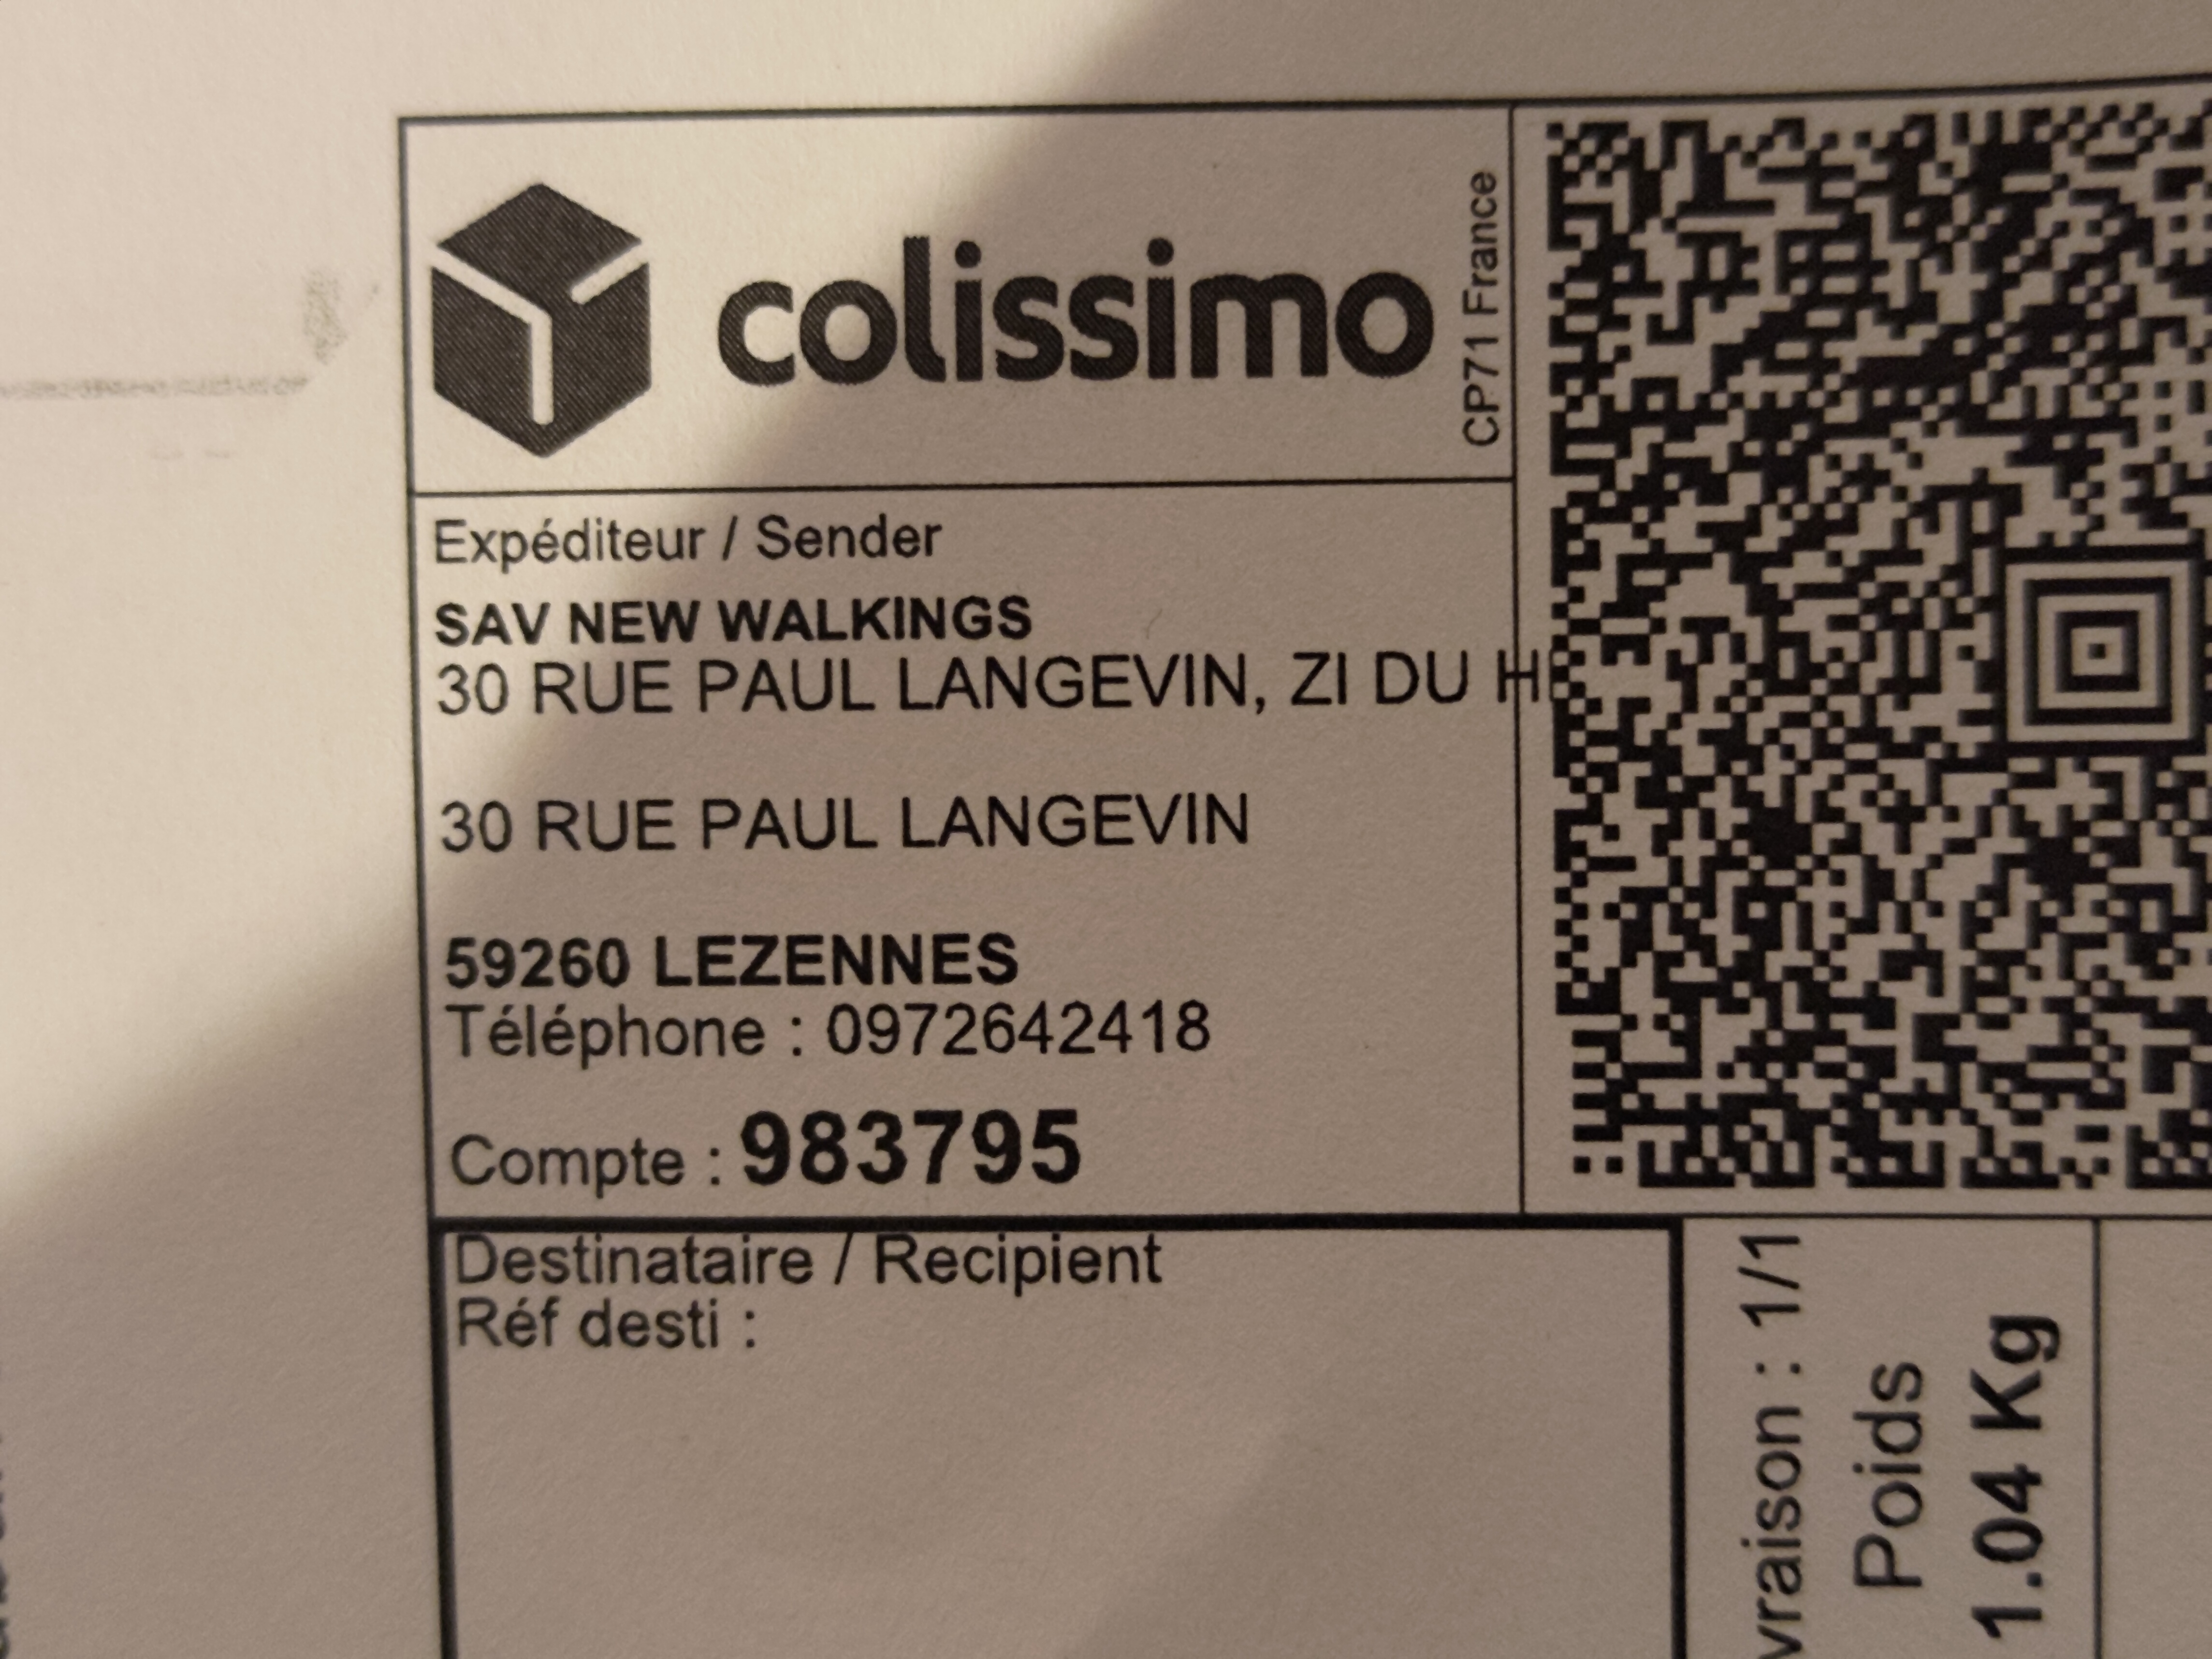 colissimo
CP71 France
Expéditeur / Sender
SAV NEW WALKINGS
30 RUE PAUL LANGEVIN, ZI DU
30 RUE PAUL LANGEVIN
59260 LEZENNES
Téléphone : 0972642418
Compte : 983795
Destinataire / Recipient
Réf desti :
vraison : 1/1
Poids
1.04 Kg